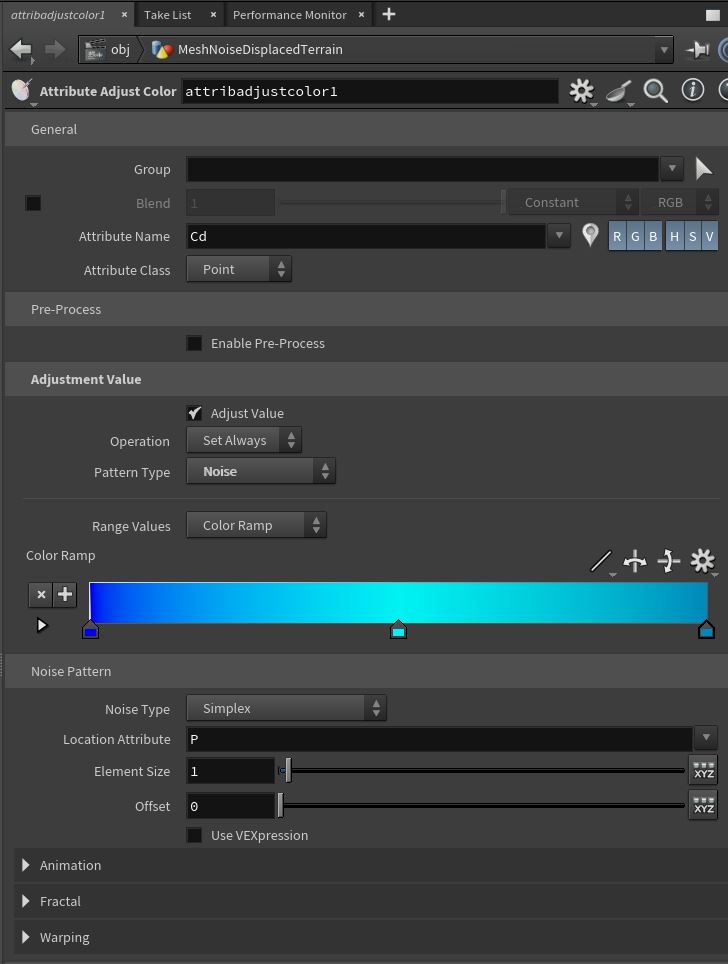 attribadjustcolor1 × Take List × Performance Monitor × +
obj MeshNoiseDisplacedTerrain
Attribute Adjust Color attribadjustcolor1
General
Group
Blend 1 Constant RGB
Attribute Name Cd R G B H S V
Attribute Class Point
Pre-Process
Enable Pre-Process
Adjustment Value
Adjust Value
Operation Set Always
Pattern Type Noise
Range Values Color Ramp
Color Ramp
Noise Pattern
Noise Type Simplex
Location Attribute P
Element Size 1 XYZ
Offset 0 XYZ
Use VEXpression
Animation
Fractal
Warping